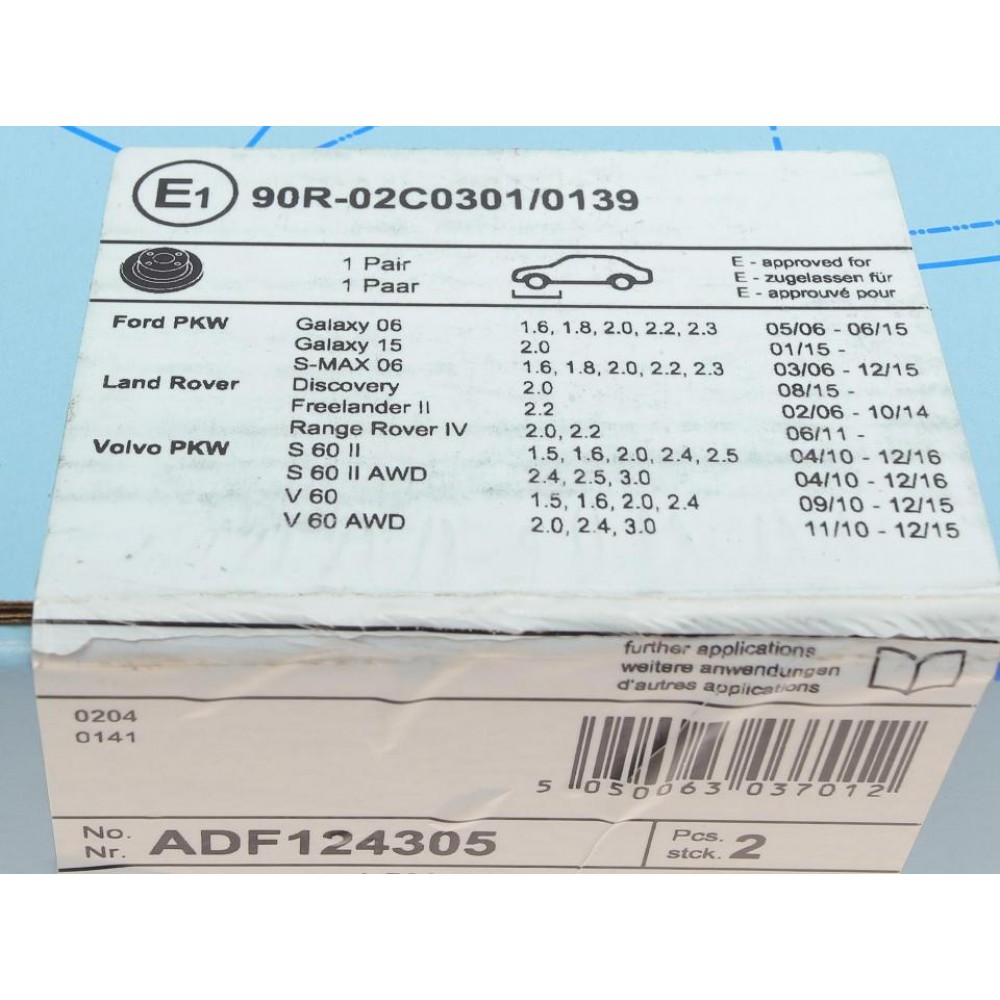 E1 90R-02C0301/0139
1 Pair
1 Paar
E - approved for
E - zugelassen für
E - approuvé pour
Ford PKW Galaxy 06 1.6, 1.8, 2.0, 2.2, 2.3 05/06 - 06/15
Galaxy 15 2.0 01/15 -
S-MAX 06 1.6, 1.8, 2.0, 2.2, 2.3 03/06 - 12/15
Land Rover Discovery 2.0 08/15 -
Freelander II 2.2 02/06 - 10/14
Range Rover IV 2.0, 2.2 06/11 -
Volvo PKW S 60 II 1.5, 1.6, 2.0, 2.4, 2.5 04/10 - 12/16
S 60 II AWD 2.4, 2.5, 3.0 04/10 - 12/16
V 60 1.5, 1.6, 2.0, 2.4 09/10 - 12/15
V 60 AWD 2.0, 2.4, 3.0 11/10 - 12/15
further applications
weitere anwendungen
d'autres applications
0204
0141
5 050063 037012
No.
Nr. ADF124305
Pcs.
stck. 2